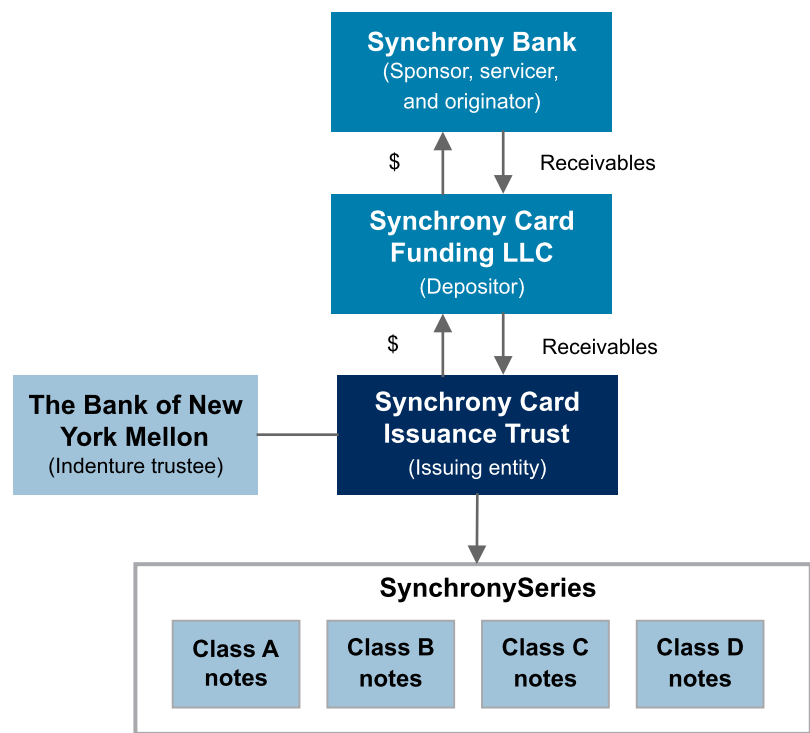 Synchrony Bank
(Sponsor, servicer,
and originator)
$
Receivables
Synchrony Card
Funding LLC
(Depositor)
$
Receivables
The Bank of New
York Mellon
(Indenture trustee)
Synchrony Card
Issuance Trust
(Issuing entity)
SynchronySeries
Class A
notes
Class B
notes
Class C
notes
Class D
notes